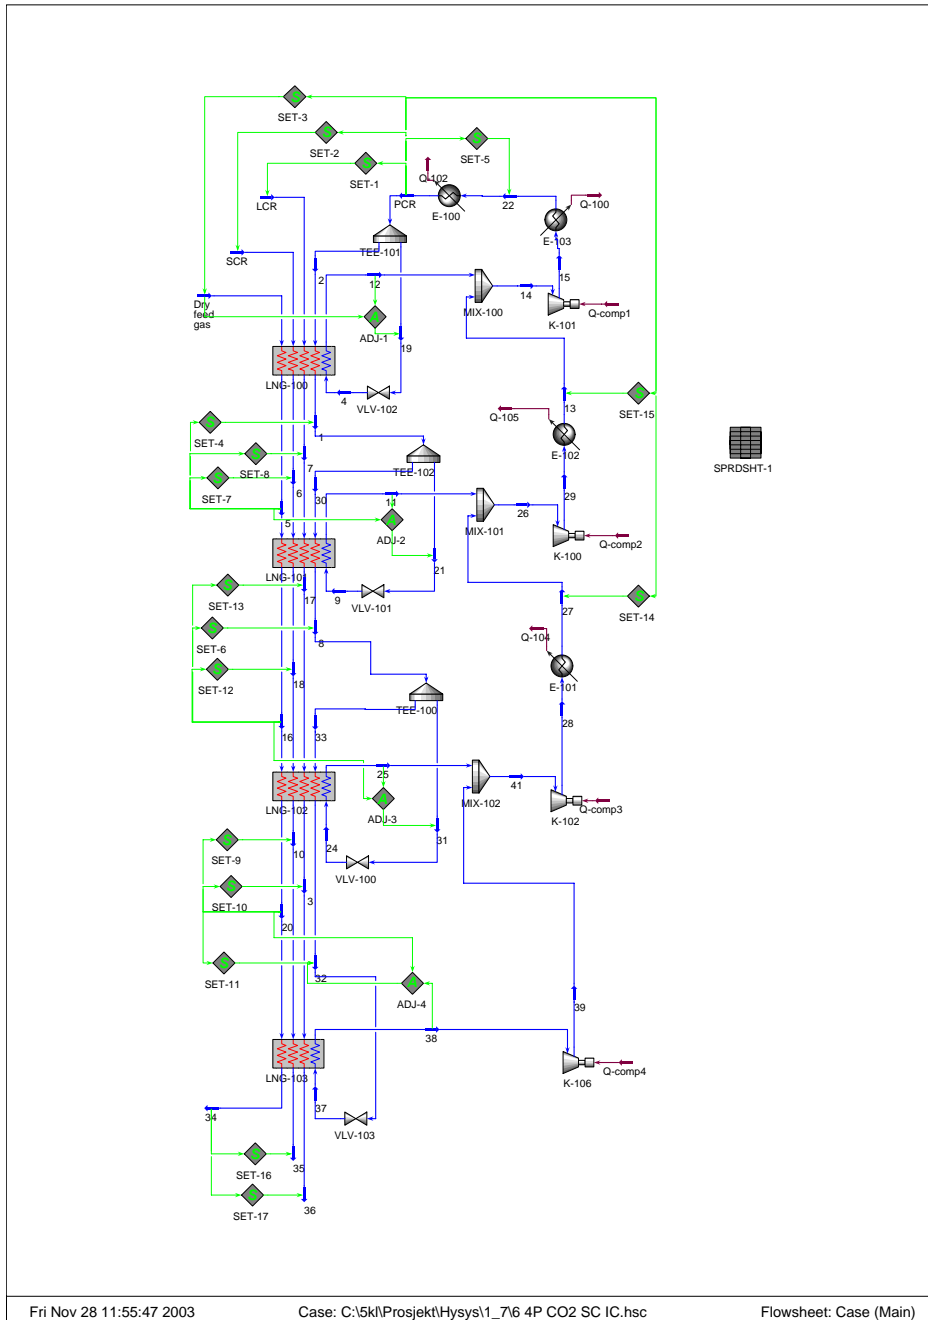 SET-3
SET-2
SET-5
SET-1
Q-102
LCR
PCR
E-100
22
Q-100
E-103
TEE-101
SCR
2
12
15
14
MIX-100
Dry
feed
gas
K-101
Q-comp1
ADJ-1
19
LNG-100
4
VLV-102
13
SET-15
Q-105
SET-4
1
E-102
TEE-102
7
SET-8
SPRDSHT-1
SET-7
6
30
11
29
26
5
MIX-101
ADJ-2
K-100
Q-comp2
21
LNG-10
SET-13
17
9
VLV-101
27
SET-14
Q-104
SET-6
8
E-101
SET-12
18
TEE-100
28
16
33
25
41
LNG-102
MIX-102
K-102
Q-comp3
ADJ-3
24
31
SET-9
10
VLV-100
SET-10
3
20
SET-11
32
ADJ-4
39
38
LNG-103
K-106
Q-comp4
37
34
VLV-103
SET-16
35
SET-17
36
S
S
S
S
A
S
S
S
S
A
S
S
S
S
A
S
S
S
A
S
S
Fri Nov 28 11:55:47 2003
Case: C:\5kl\Prosjekt\Hysys\1_7\6 4P CO2 SC IC.hsc
Flowsheet: Case (Main)